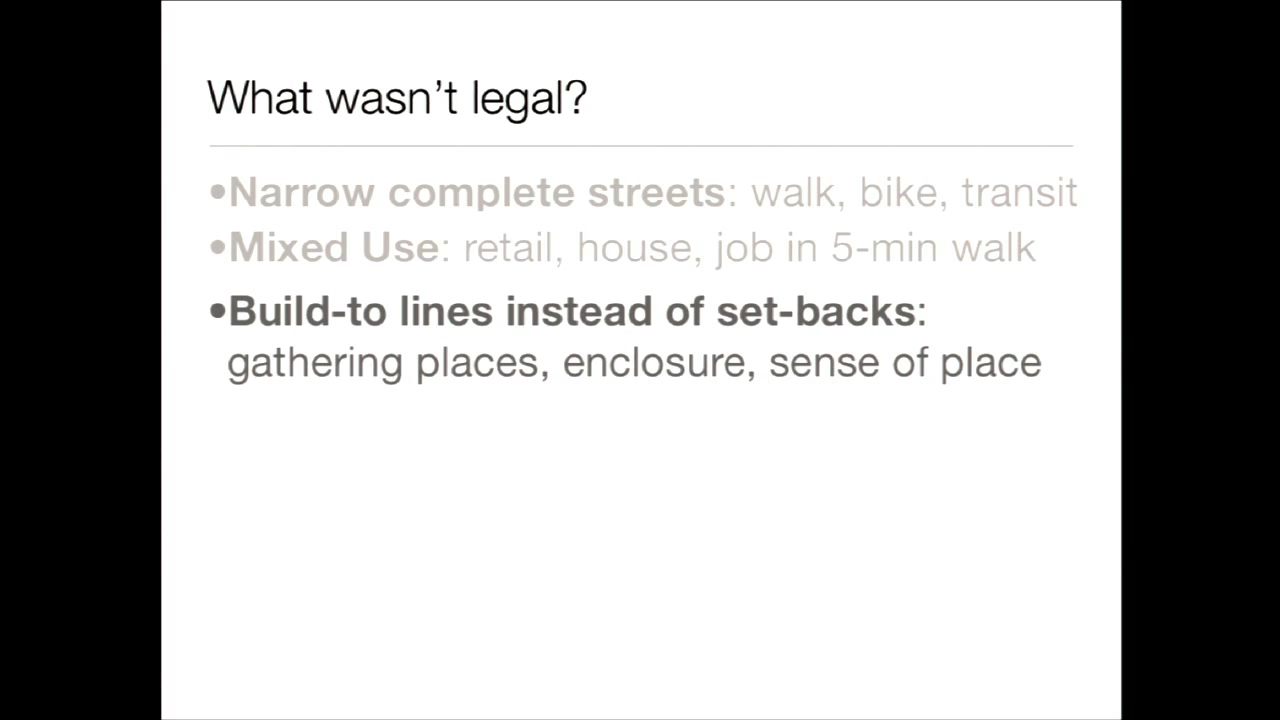 What wasn't legal?
•Narrow complete streets: walk, bike, transit
•Mixed Use: retail, house, job in 5-min walk
•Build-to lines instead of set-backs:
gathering places, enclosure, sense of place